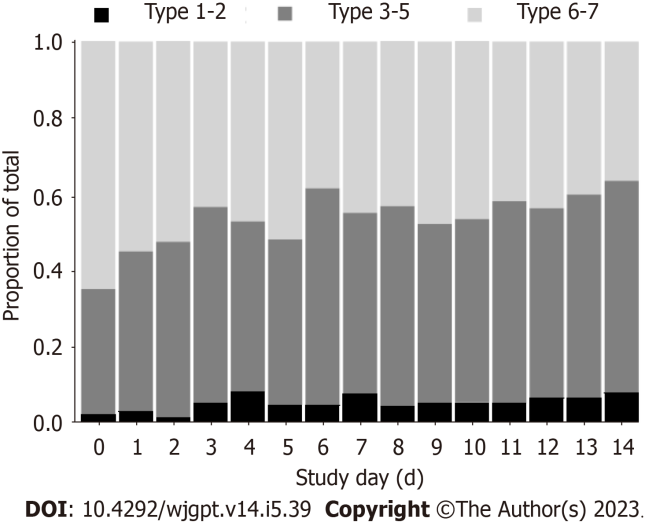 Type 1-2 Type 3-5 Type 6-7
1.0
0.8
0.6
0.4
0.2
0.0
Proportion of total
0 1 2 3 4 5 6 7 8 9 10 11 12 13 14
Study day (d)
DOI: 10.4292/wjgpt.v14.i5.39 Copyright ©The Author(s) 2023.